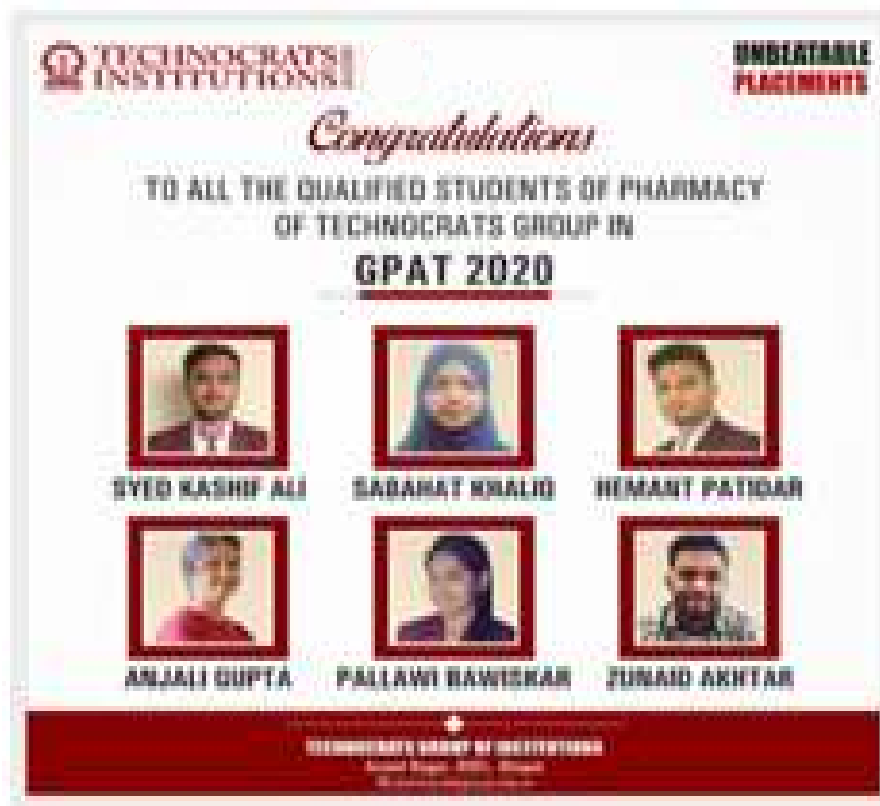 TECHNOCRATS
INSTITUTIONS
UNBEATABLE
PLACEMENTS
Congratulations
TO ALL THE QUALIFIED STUDENTS OF PHARMACY
OF TECHNOCRATS GROUP IN
GPAT 2020
SYED KASHIF ALI
SABAHAT KHALIQ
HEMANT PATIDAR
ANJALI GUPTA
PALLAWI BAWISKAR
ZUNAID AKHTAR
TECHNOCRATS GROUP OF INSTITUTIONS